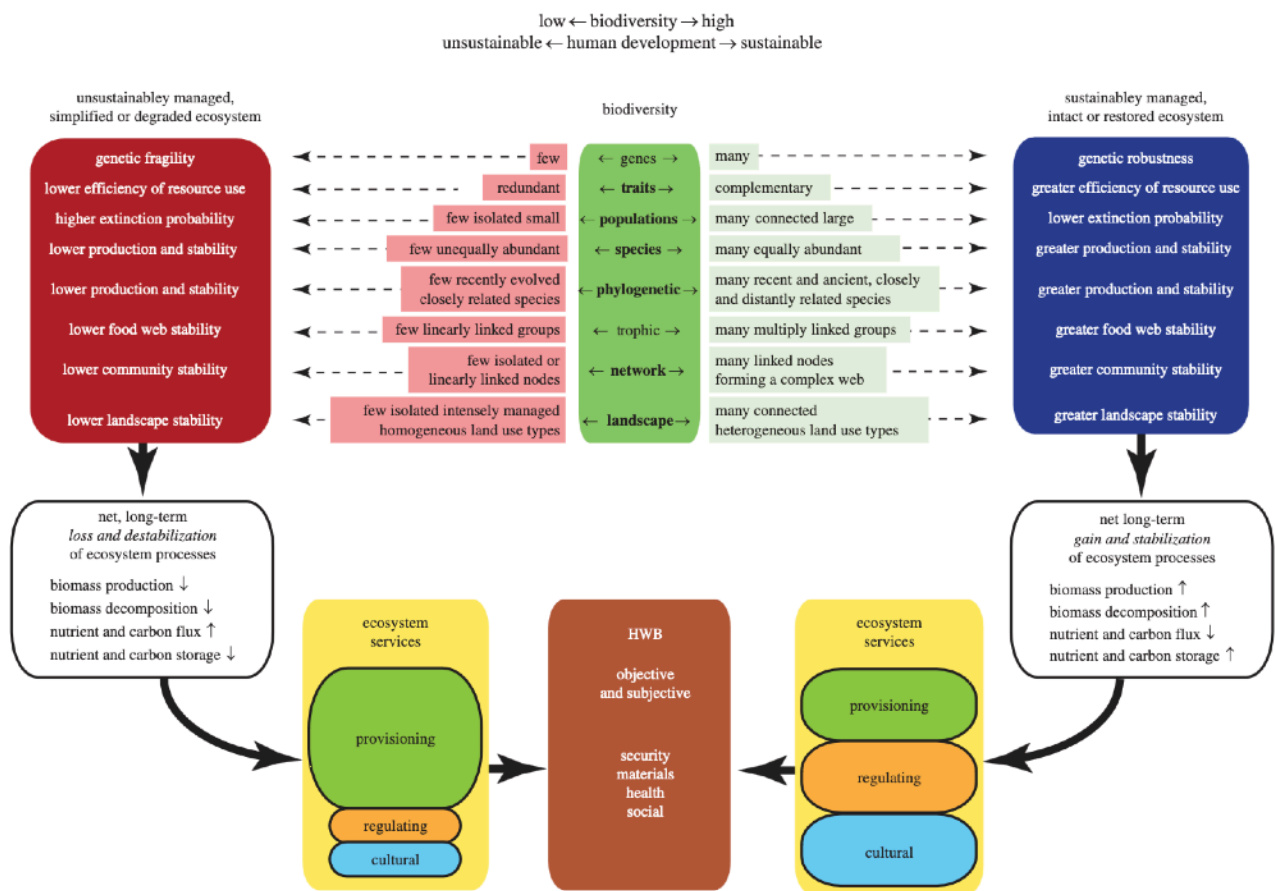 low ← biodiversity → high
unsustainable ← human development → sustainable
unsustainabley managed,
simplified or degraded ecosystem
biodiversity
sustainabley managed,
intact or restored ecosystem
genetic fragility
few
← genes →
many
genetic robustness
lower efficiency of resource use
redundant
← traits →
complementary
greater efficiency of resource use
higher extinction probability
few isolated small
← populations →
many connected large
lower extinction probability
lower production and stability
few unequally abundant
← species →
many equally abundant
greater production and stability
lower production and stability
few recently evolved
closely related species
← phylogenetic →
many recent and ancient, closely
and distantly related species
greater production and stability
lower food web stability
few linearly linked groups
← trophic →
many multiply linked groups
greater food web stability
lower community stability
few isolated or
linearly linked nodes
← network →
many linked nodes
forming a complex web
greater community stability
lower landscape stability
few isolated intensely managed
homogeneous land use types
← landscape →
many connected
heterogeneous land use types
greater landscape stability
net, long-term
loss and destabilization
of ecosystem processes
biomass production ↓
biomass decomposition ↓
nutrient and carbon flux ↑
nutrient and carbon storage ↓
net long-term
gain and stabilization
of ecosystem processes
biomass production ↑
biomass decomposition ↑
nutrient and carbon flux ↓
nutrient and carbon storage ↑
ecosystem
services
provisioning
regulating
cultural
HWB
objective
and subjective
security
materials
health
social
ecosystem
services
provisioning
regulating
cultural